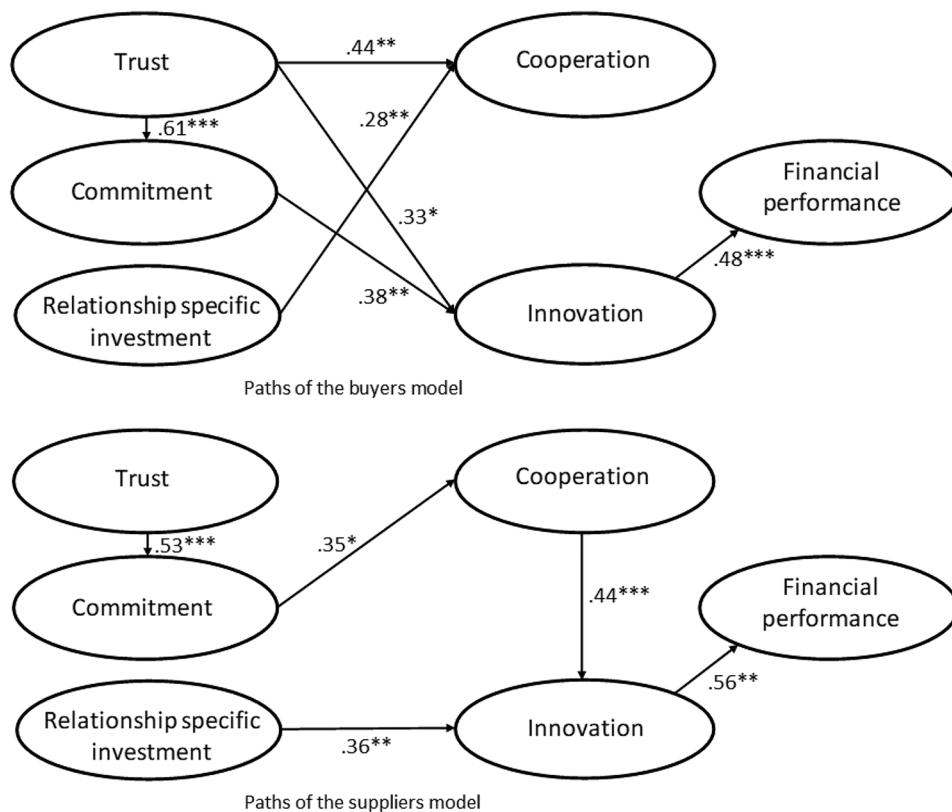 Trust
.44**
Cooperation
.61***
.28**
Commitment
Financial
performance
.33*
.48***
.38**
Relationship specific
investment
Innovation
Paths of the buyers model
Trust
Cooperation
.53***
.35*
Commitment
.44***
Financial
performance
.56**
Relationship specific
investment
Innovation
.36**
Paths of the suppliers model